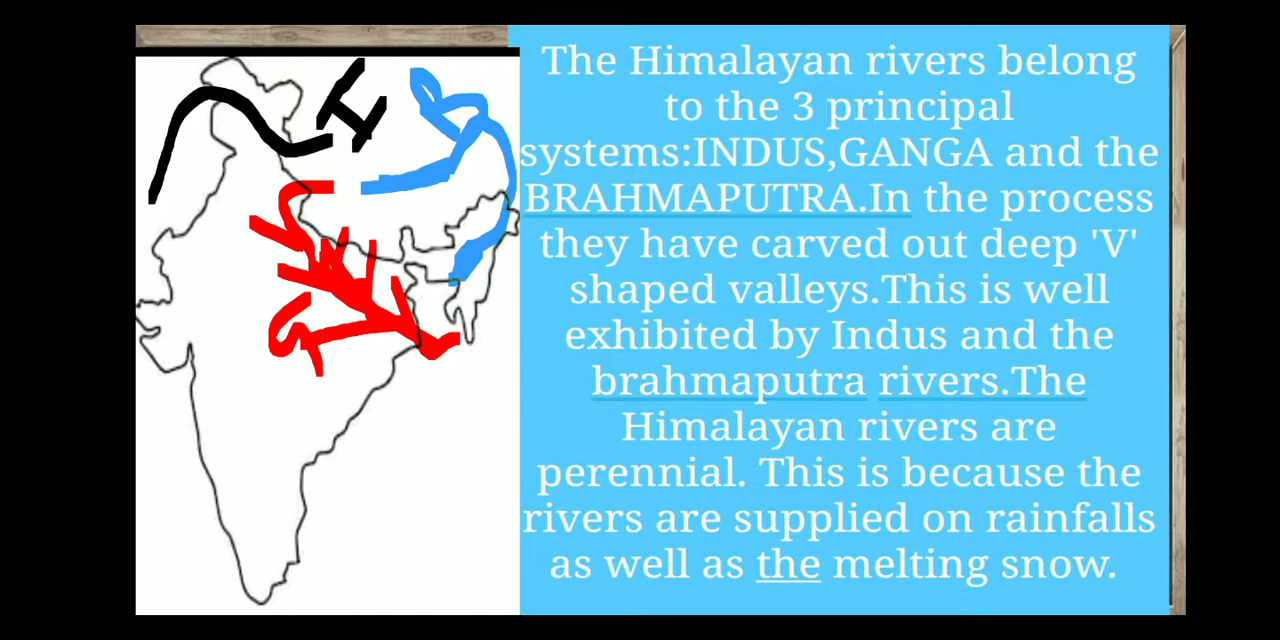 H
The Himalayan rivers belong
to the 3 principal
systems:INDUS,GANGA and the
BRAHMAPUTRA.In the process
they have carved out deep 'V'
shaped valleys.This is well
exhibited by Indus and the
brahmaputra rivers.The
Himalayan rivers are
perennial. This is because the
rivers are supplied on rainfalls
as well as the melting snow.